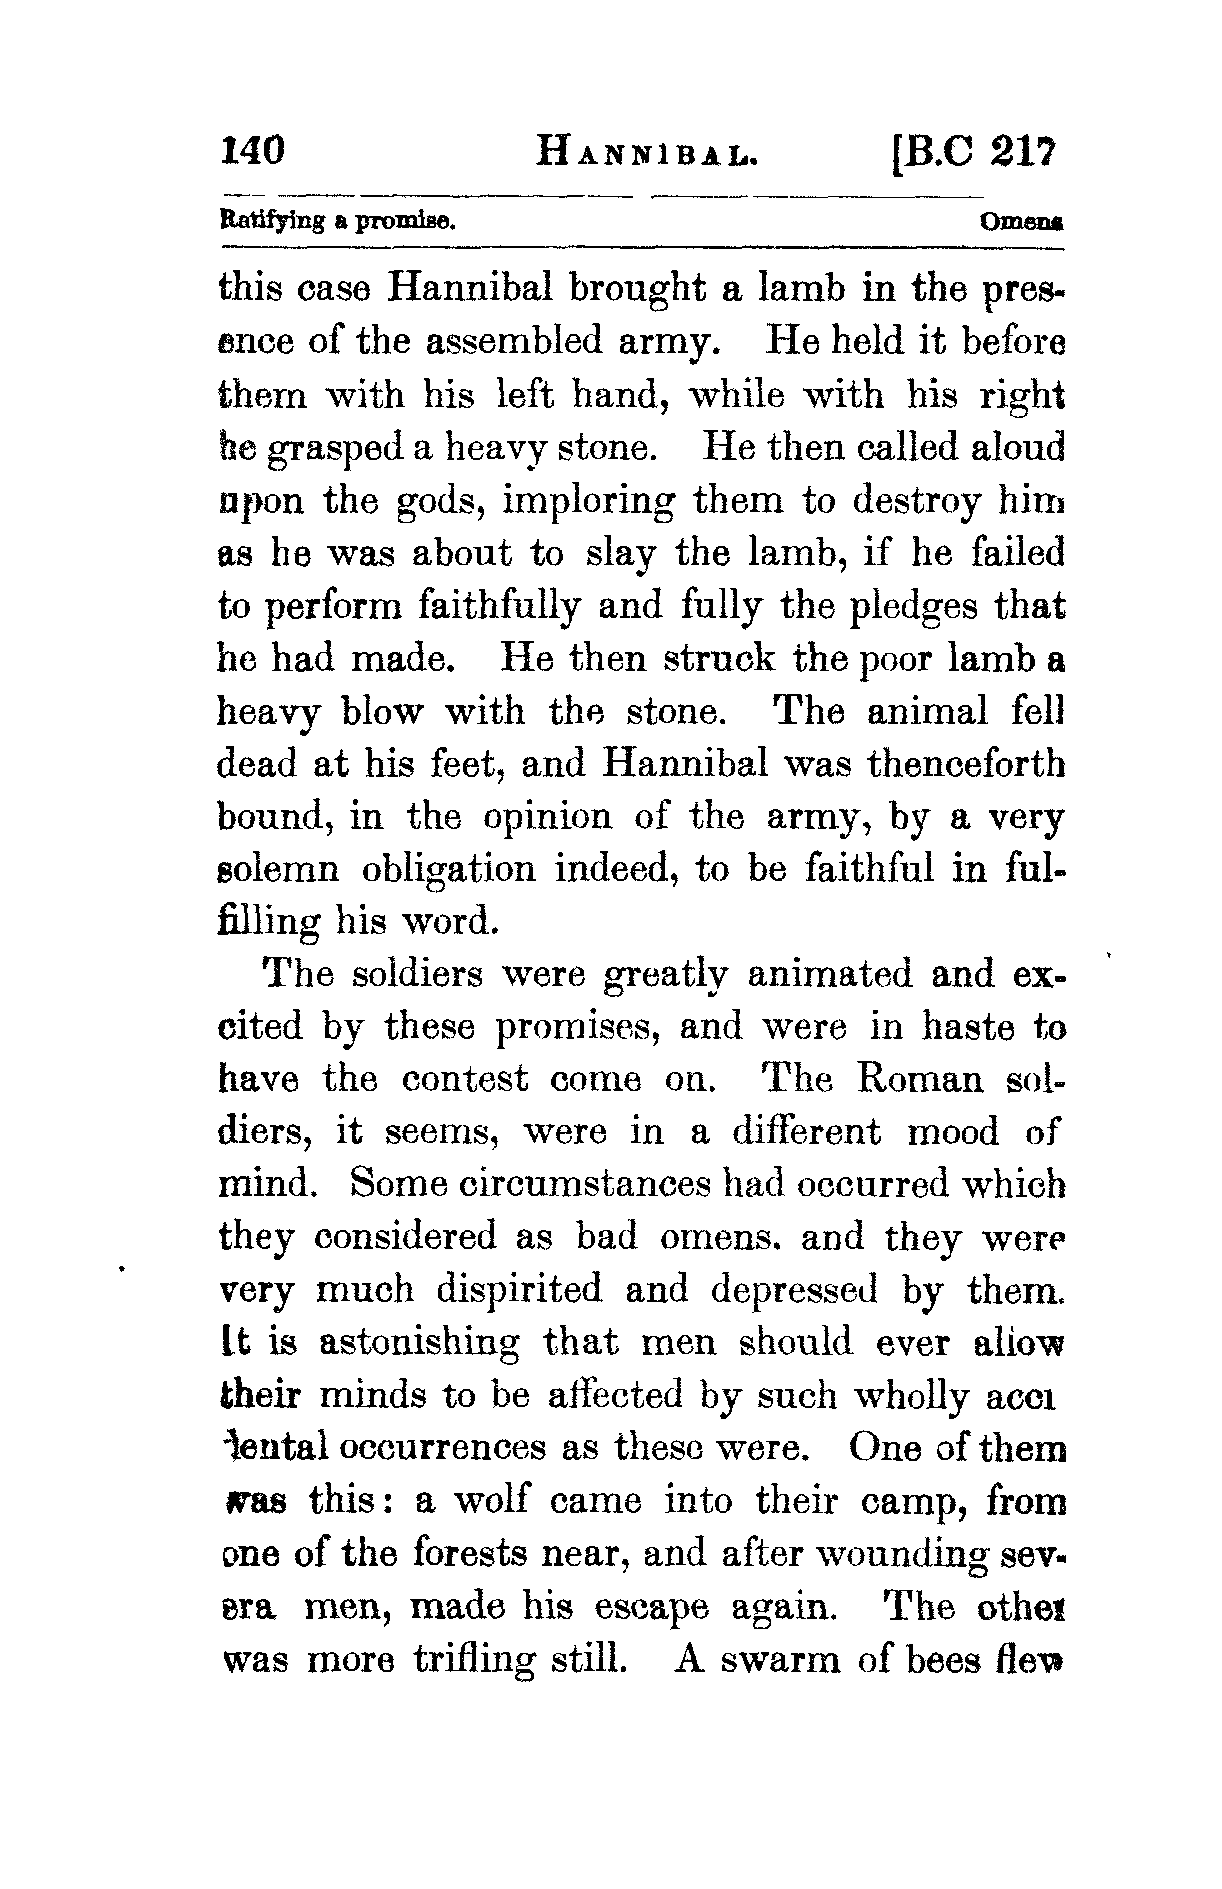 140 HANNIBAL. [B.C 217
Ratifying a promise. Omens
this case Hannibal brought a lamb in the pres-
ence of the assembled army. He held it before
them with his left hand, while with his right
he grasped a heavy stone. He then called aloud
upon the gods, imploring them to destroy him
as he was about to slay the lamb, if he failed
to perform faithfully and fully the pledges that
he had made. He then struck the poor lamb a
heavy blow with the stone. The animal fell
dead at his feet, and Hannibal was thenceforth
bound, in the opinion of the army, by a very
solemn obligation indeed, to be faithful in ful-
filling his word.
The soldiers were greatly animated and ex-
cited by these promises, and were in haste to
have the contest come on. The Roman sol-
diers, it seems, were in a different mood of
mind. Some circumstances had occurred which
they considered as bad omens. and they were
very much dispirited and depressed by them.
It is astonishing that men should ever allow
their minds to be affected by such wholly acci
dental occurrences as these were. One of them
was this: a wolf came into their camp, from
one of the forests near, and after wounding sev-
era men, made his escape again. The other
was more trifling still. A swarm of bees flew